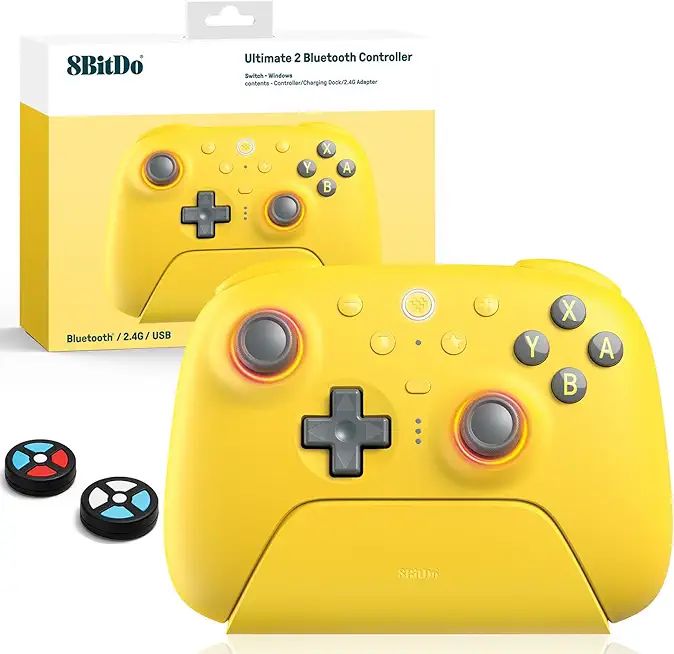 8BitDo
Ultimate 2 Bluetooth Controller
Switch • Windows
contents - Controller/Charging Dock/2.4G Adapter
X
Y
A
B
Bluetooth® / 2.4G / USB
X
Y
A
B
8BitDo